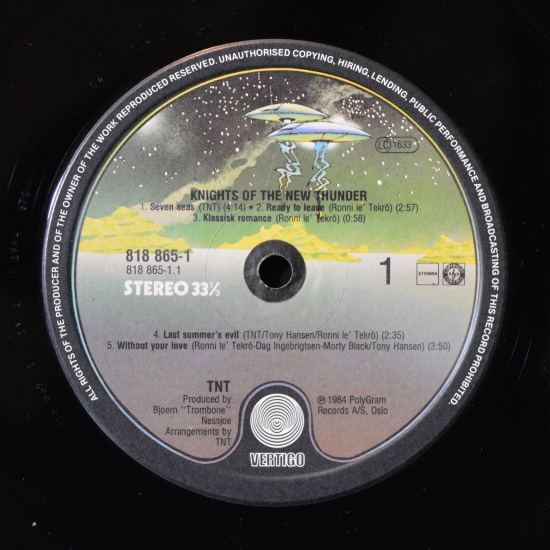 ALL RIGHTS OF THE PRODUCER AND OF THE OWNER OF THE WORK REPRODUCED RESERVED. UNAUTHORISED COPYING, HIRING, LENDING, PUBLIC PERFORMANCE AND BROADCASTING OF THIS RECORD PROHIBITED.
LC 1633
KNIGHTS OF THE NEW THUNDER
1. Seven seas (TNT) (4:14) • 2. Ready to leave (Ronni le' Tekrö) (2:57)
3. Klassisk romance (Ronni le' Tekrö) (0:58)
818 865-1
818 865-1.1
STEREO 33⅓
1
STEMRA
4. Last summer's evil (TNT/Tony Hansen/Ronni le' Tekrö) (2:35)
5. Without your love (Ronni le' Tekrö-Dag Ingebrigtsen-Morty Black/Tony Hansen) (3:50)
TNT
Produced by
Bjoern "Trombone"
Nessjoe
Arrangements by
TNT
℗ 1984 PolyGram
Records A/S, Oslo
VERTIGO